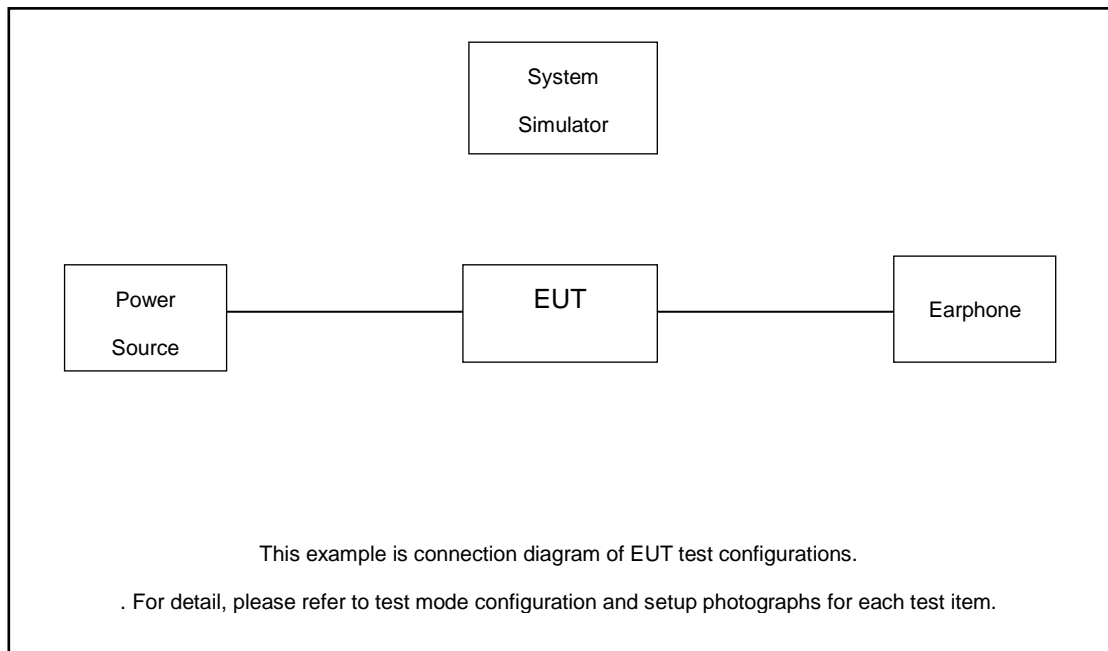 System
Simulator
Power
Source
EUT
Earphone
This example is connection diagram of EUT test configurations.
. For detail, please refer to test mode configuration and setup photographs for each test item.